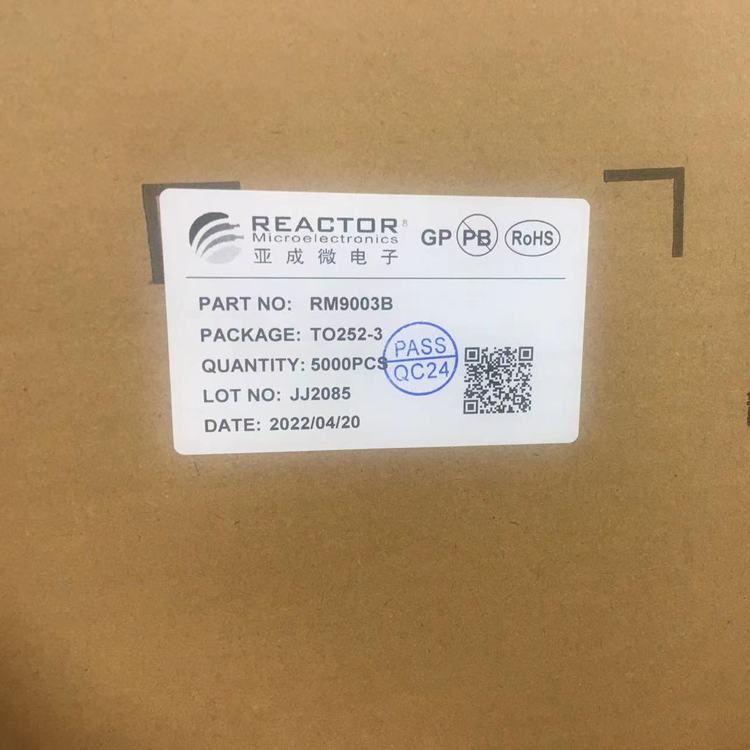 REACTOR®
Microelectronics
亚成微电子
GP PB RoHS
PART NO: RM9003B
PACKAGE: TO252-3
QUANTITY: 5000PCS
LOT NO: JJ2085
DATE: 2022/04/20
PASS
QC24